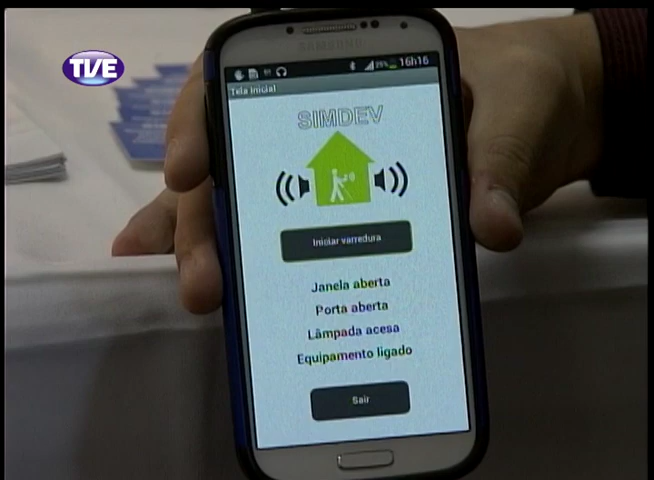 TVE
SAMSUNG
25% 16h16
Tela Inicial
SIMDEV
Iniciar varredura
Janela aberta
Porta aberta
Lâmpada acesa
Equipamento ligado
Sair